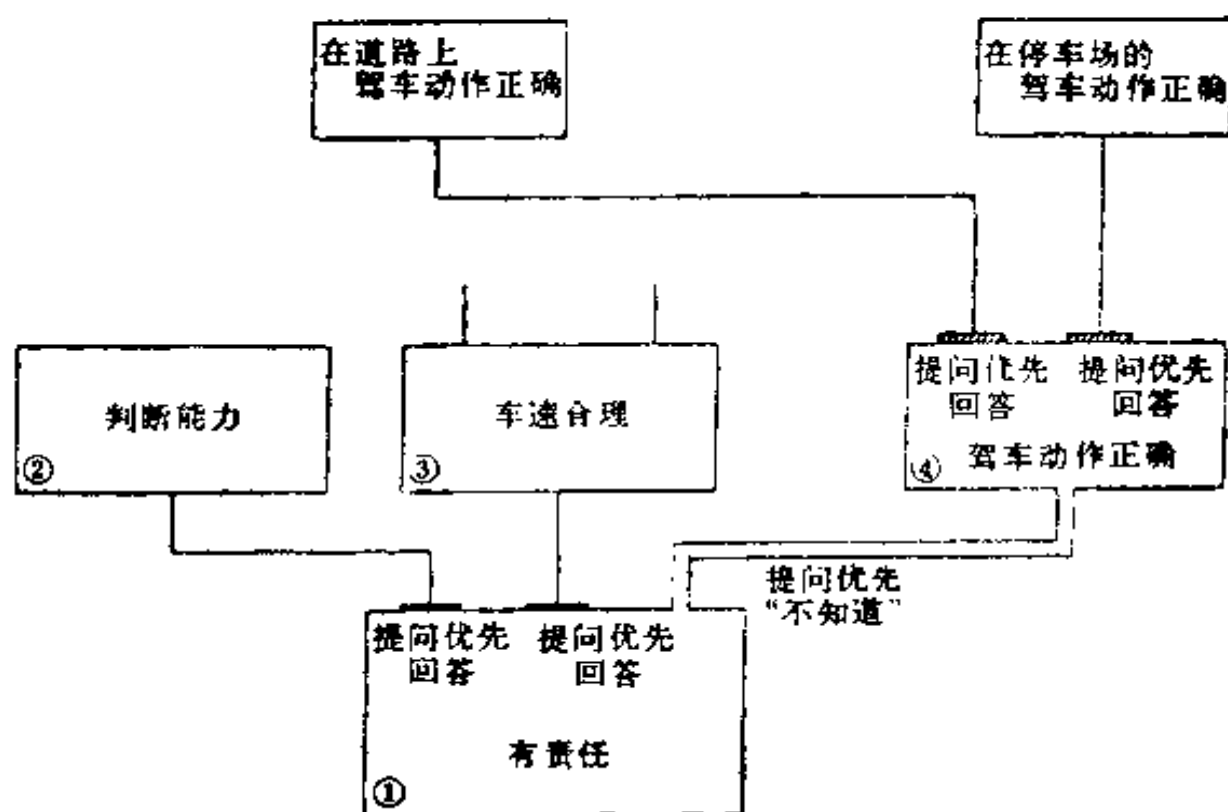 在道路上
驾车动作正确
在停车场的
驾车动作正确
判断能力
②
车速合理
③
提问优先
回答
提问优先
回答
驾车动作正确
④
提问优先
“不知道”
提问优先
回答
提问优先
回答
有责任
①